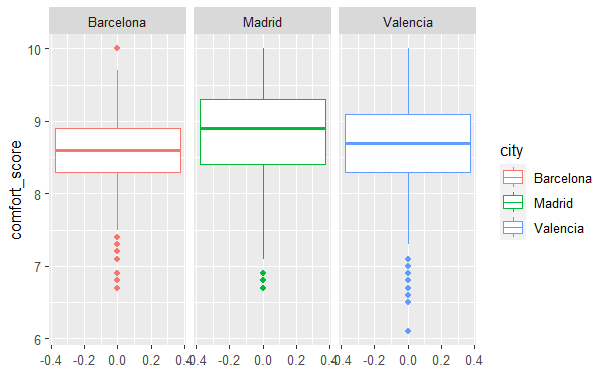 Barcelona
Madrid
Valencia
comfort_score
10
9
8
7
6
-0.4 -0.2 0.0 0.2 0.4
-0.4 -0.2 0.0 0.2 0.4
-0.4 -0.2 0.0 0.2 0.4
city
Barcelona
Madrid
Valencia